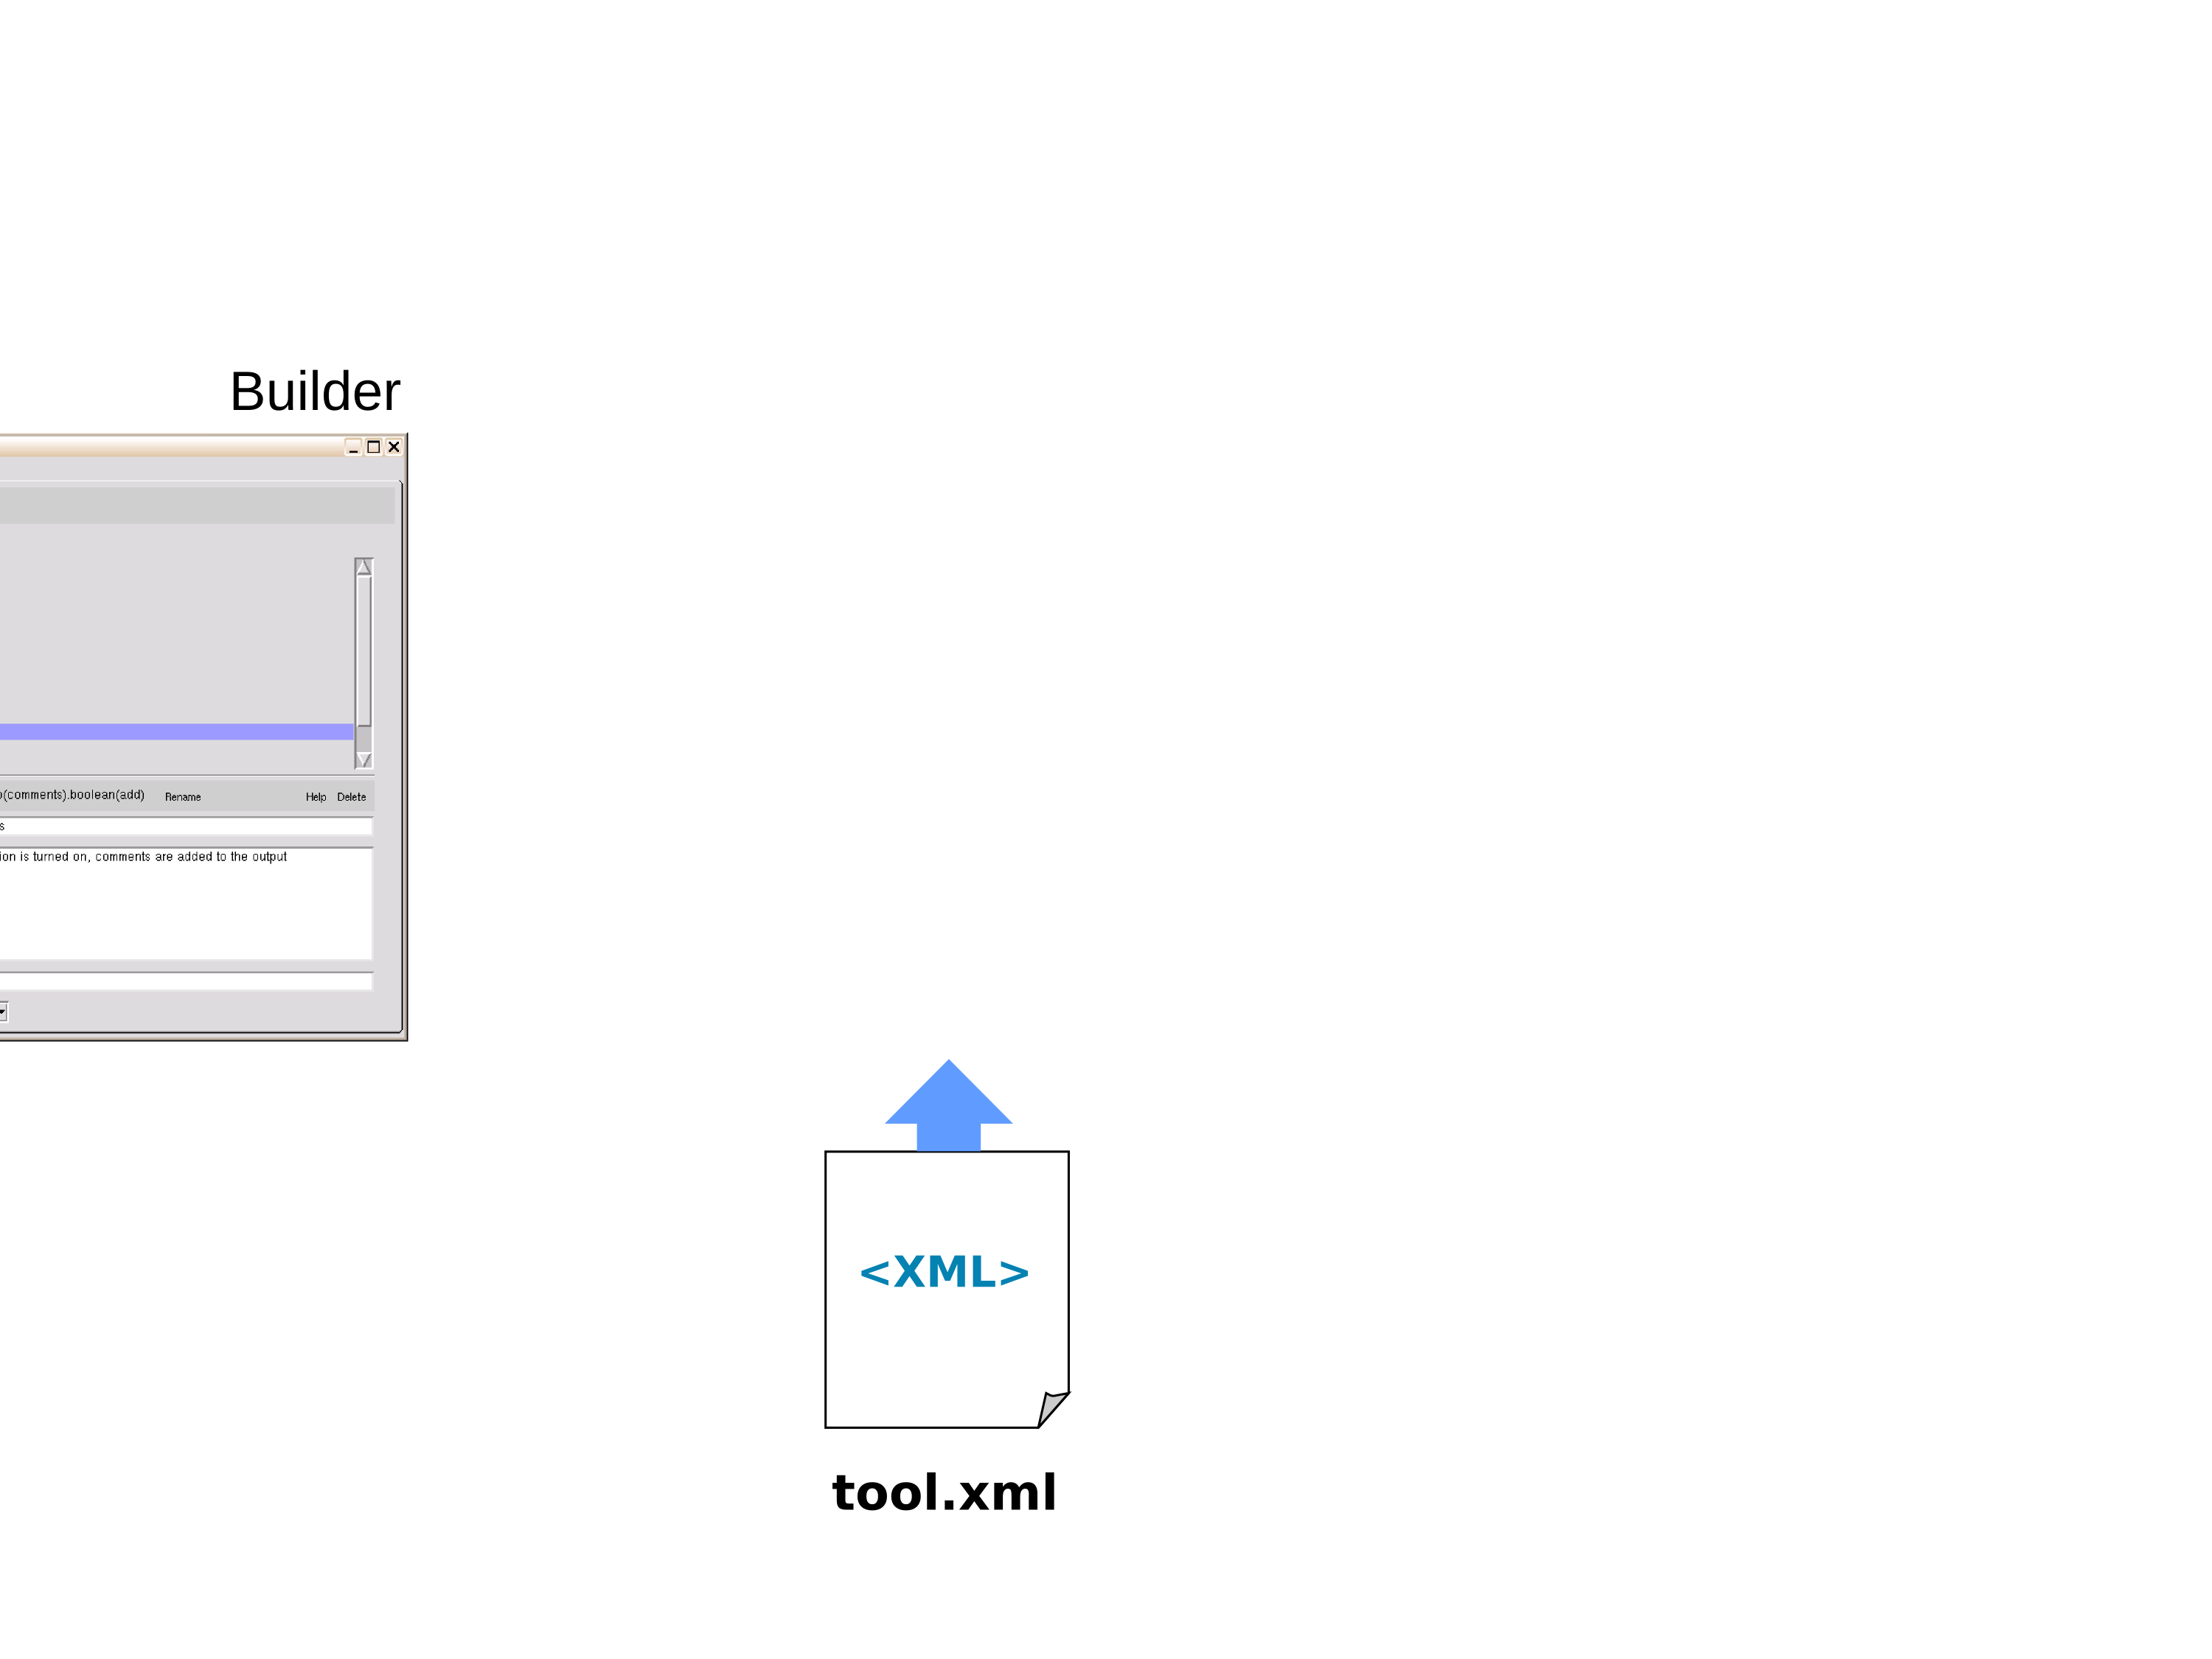 Builder
(comments).boolean(add) Rename Help Delete
s
ion is turned on, comments are added to the output
<XML>
tool.xml